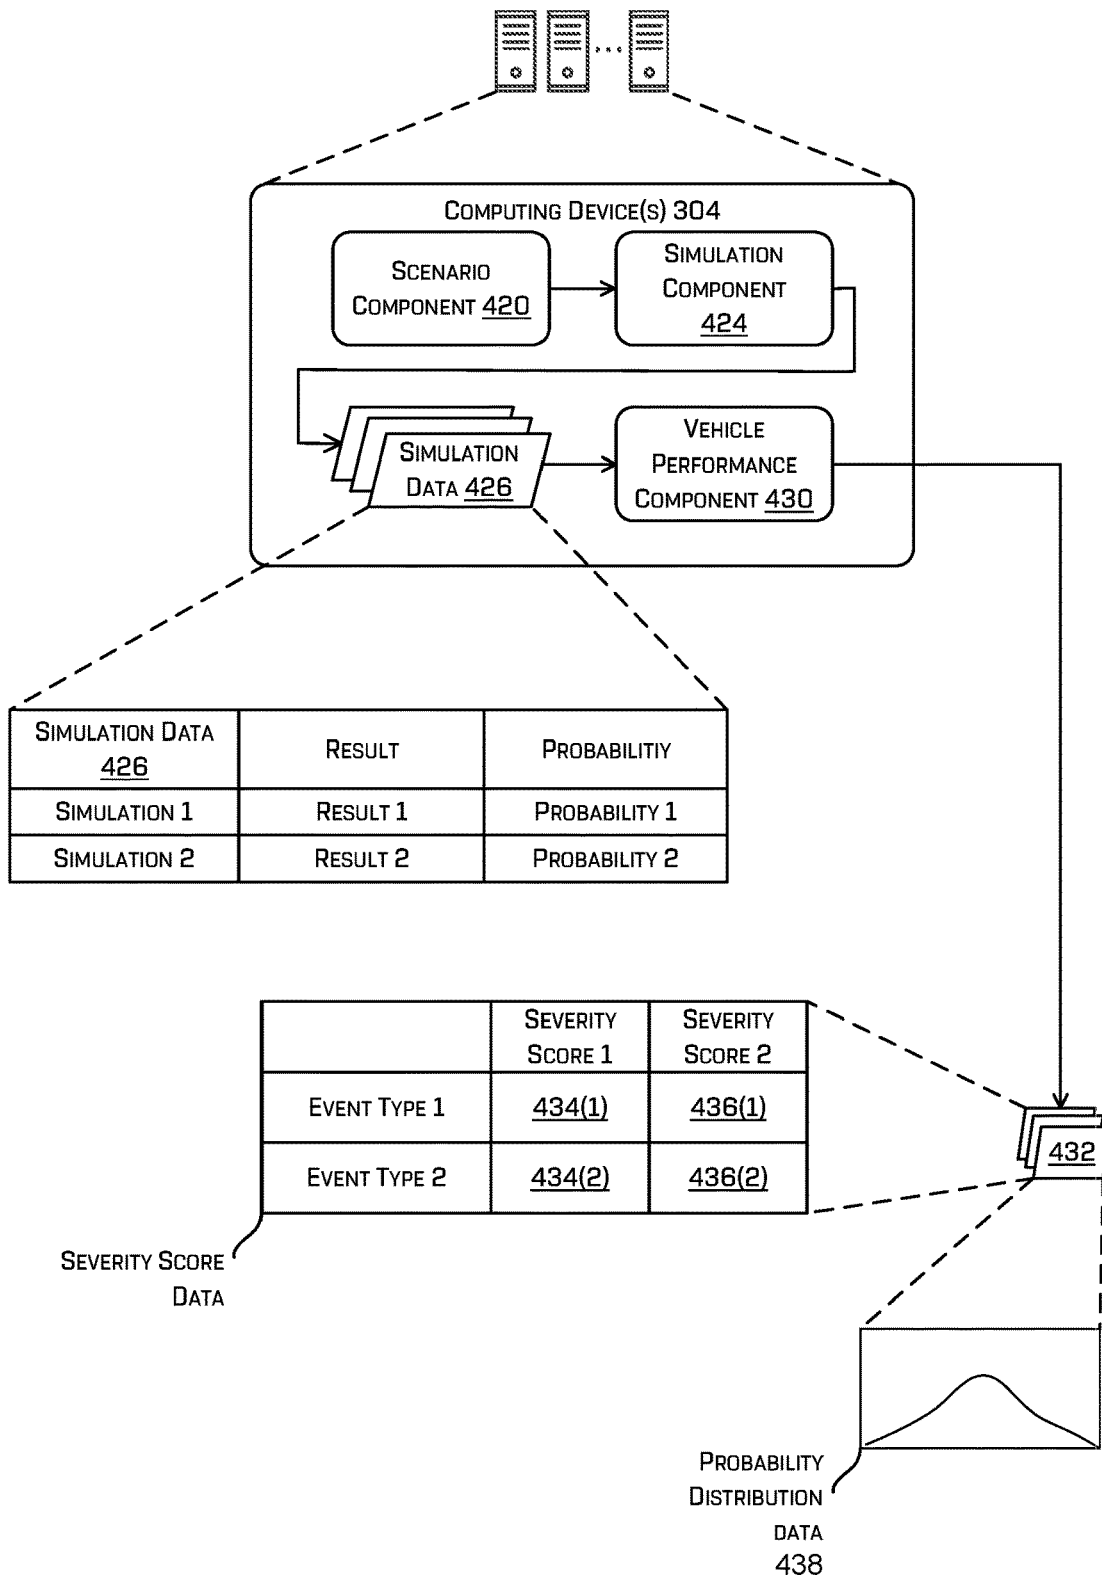 Computing Device(s) 304
Scenario
Component 420
Simulation
Component
424
Simulation
Data 426
Vehicle
Performance
Component 430
Simulation Data
426
Result
Probabilitiy
Simulation 1
Result 1
Probability 1
Simulation 2
Result 2
Probability 2
Severity
Score 1
Severity
Score 2
Event Type 1
434(1)
436(1)
Event Type 2
434(2)
436(2)
432
Severity Score
Data
Probability
Distribution
data
438